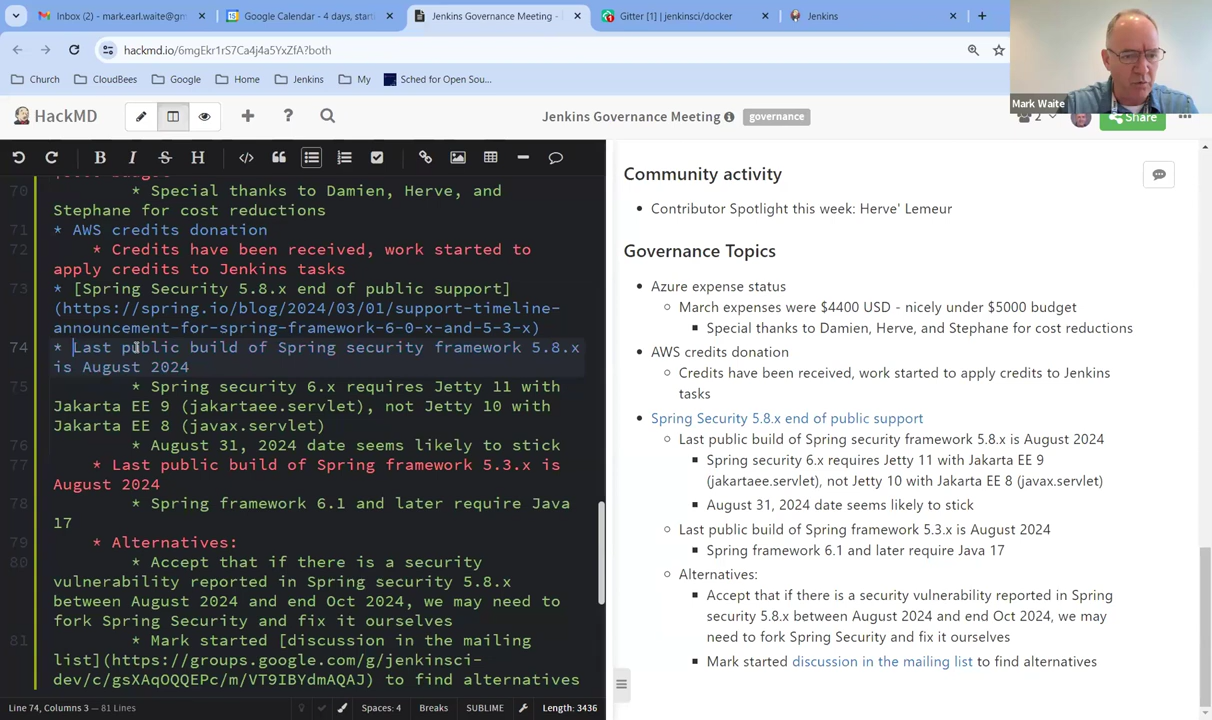 Inbox (2) - mark.earl.waite@gm
Google Calendar - 4 days, start
Jenkins Governance Meeting -
Gitter [1] | jenkinsci/docker
Jenkins
hackmd.io/6mgEkr1rS7Ca4j4a5YxZfA?both
Church
CloudBees
Google
Home
Jenkins
My
Sched for Open Sou...
Mark Waite
HackMD
Jenkins Governance Meeting
governance
2
Share
70
* Special thanks to Damien, Herve, and
Stephane for cost reductions
71
* AWS credits donation
72
* Credits have been received, work started to
apply credits to Jenkins tasks
73
* [Spring Security 5.8.x end of public support]
(https://spring.io/blog/2024/03/01/support-timeline-
announcement-for-spring-framework-6-0-x-and-5-3-x)
74
* Last public build of Spring security framework 5.8.x
is August 2024
75
* Spring security 6.x requires Jetty 11 with
Jakarta EE 9 (jakartaee.servlet), not Jetty 10 with
Jakarta EE 8 (javax.servlet)
76
* August 31, 2024 date seems likely to stick
77
* Last public build of Spring framework 5.3.x is
August 2024
78
* Spring framework 6.1 and later require Java
17
79
* Alternatives:
80
* Accept that if there is a security
vulnerability reported in Spring security 5.8.x
between August 2024 and end Oct 2024, we may need to
fork Spring Security and fix it ourselves
81
* Mark started [discussion in the mailing
list](https://groups.google.com/g/jenkinsci-
dev/c/gsXAqOQQEPc/m/VT9IBYdmAQAJ) to find alternatives
Line 74, Columns 3 — 81 Lines
Spaces: 4
Breaks
SUBLIME
Length: 3436
Community activity
• Contributor Spotlight this week: Herve' Lemeur
Governance Topics
• Azure expense status
March expenses were $4400 USD - nicely under $5000 budget
Special thanks to Damien, Herve, and Stephane for cost reductions
• AWS credits donation
Credits have been received, work started to apply credits to Jenkins
tasks
• Spring Security 5.8.x end of public support
Last public build of Spring security framework 5.8.x is August 2024
Spring security 6.x requires Jetty 11 with Jakarta EE 9
(jakartaee.servlet), not Jetty 10 with Jakarta EE 8 (javax.servlet)
August 31, 2024 date seems likely to stick
Last public build of Spring framework 5.3.x is August 2024
Spring framework 6.1 and later require Java 17
Alternatives:
Accept that if there is a security vulnerability reported in Spring
security 5.8.x between August 2024 and end Oct 2024, we may
need to fork Spring Security and fix it ourselves
Mark started discussion in the mailing list to find alternatives